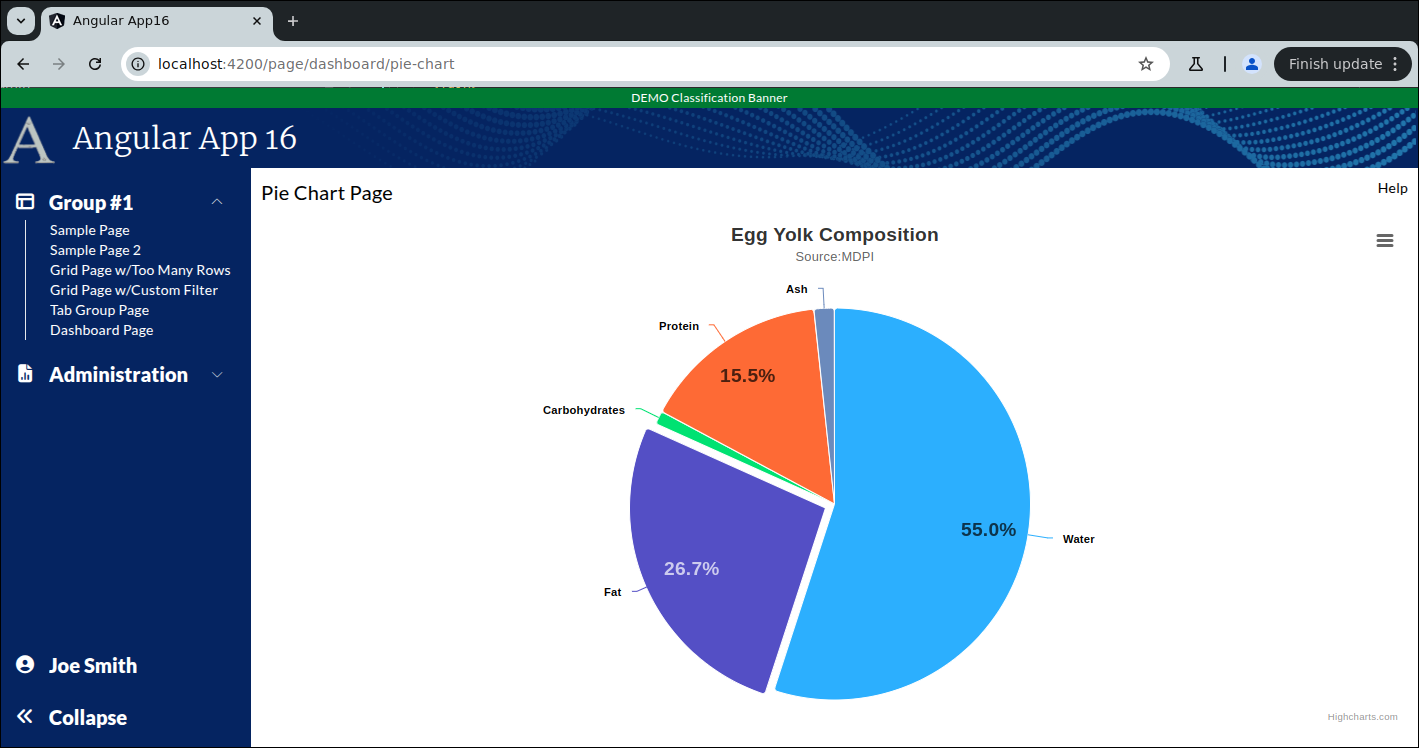 Angular App16
localhost:4200/page/dashboard/pie-chart
Finish update
DEMO Classification Banner
A Angular App 16
Group #1
Sample Page
Sample Page 2
Grid Page w/Too Many Rows
Grid Page w/Custom Filter
Tab Group Page
Dashboard Page
Administration
Joe Smith
Collapse
Pie Chart Page
Help
Egg Yolk Composition
Source:MDPI
Ash
Protein
15.5%
Carbohydrates
55.0%
Water
26.7%
Fat
Highcharts.com